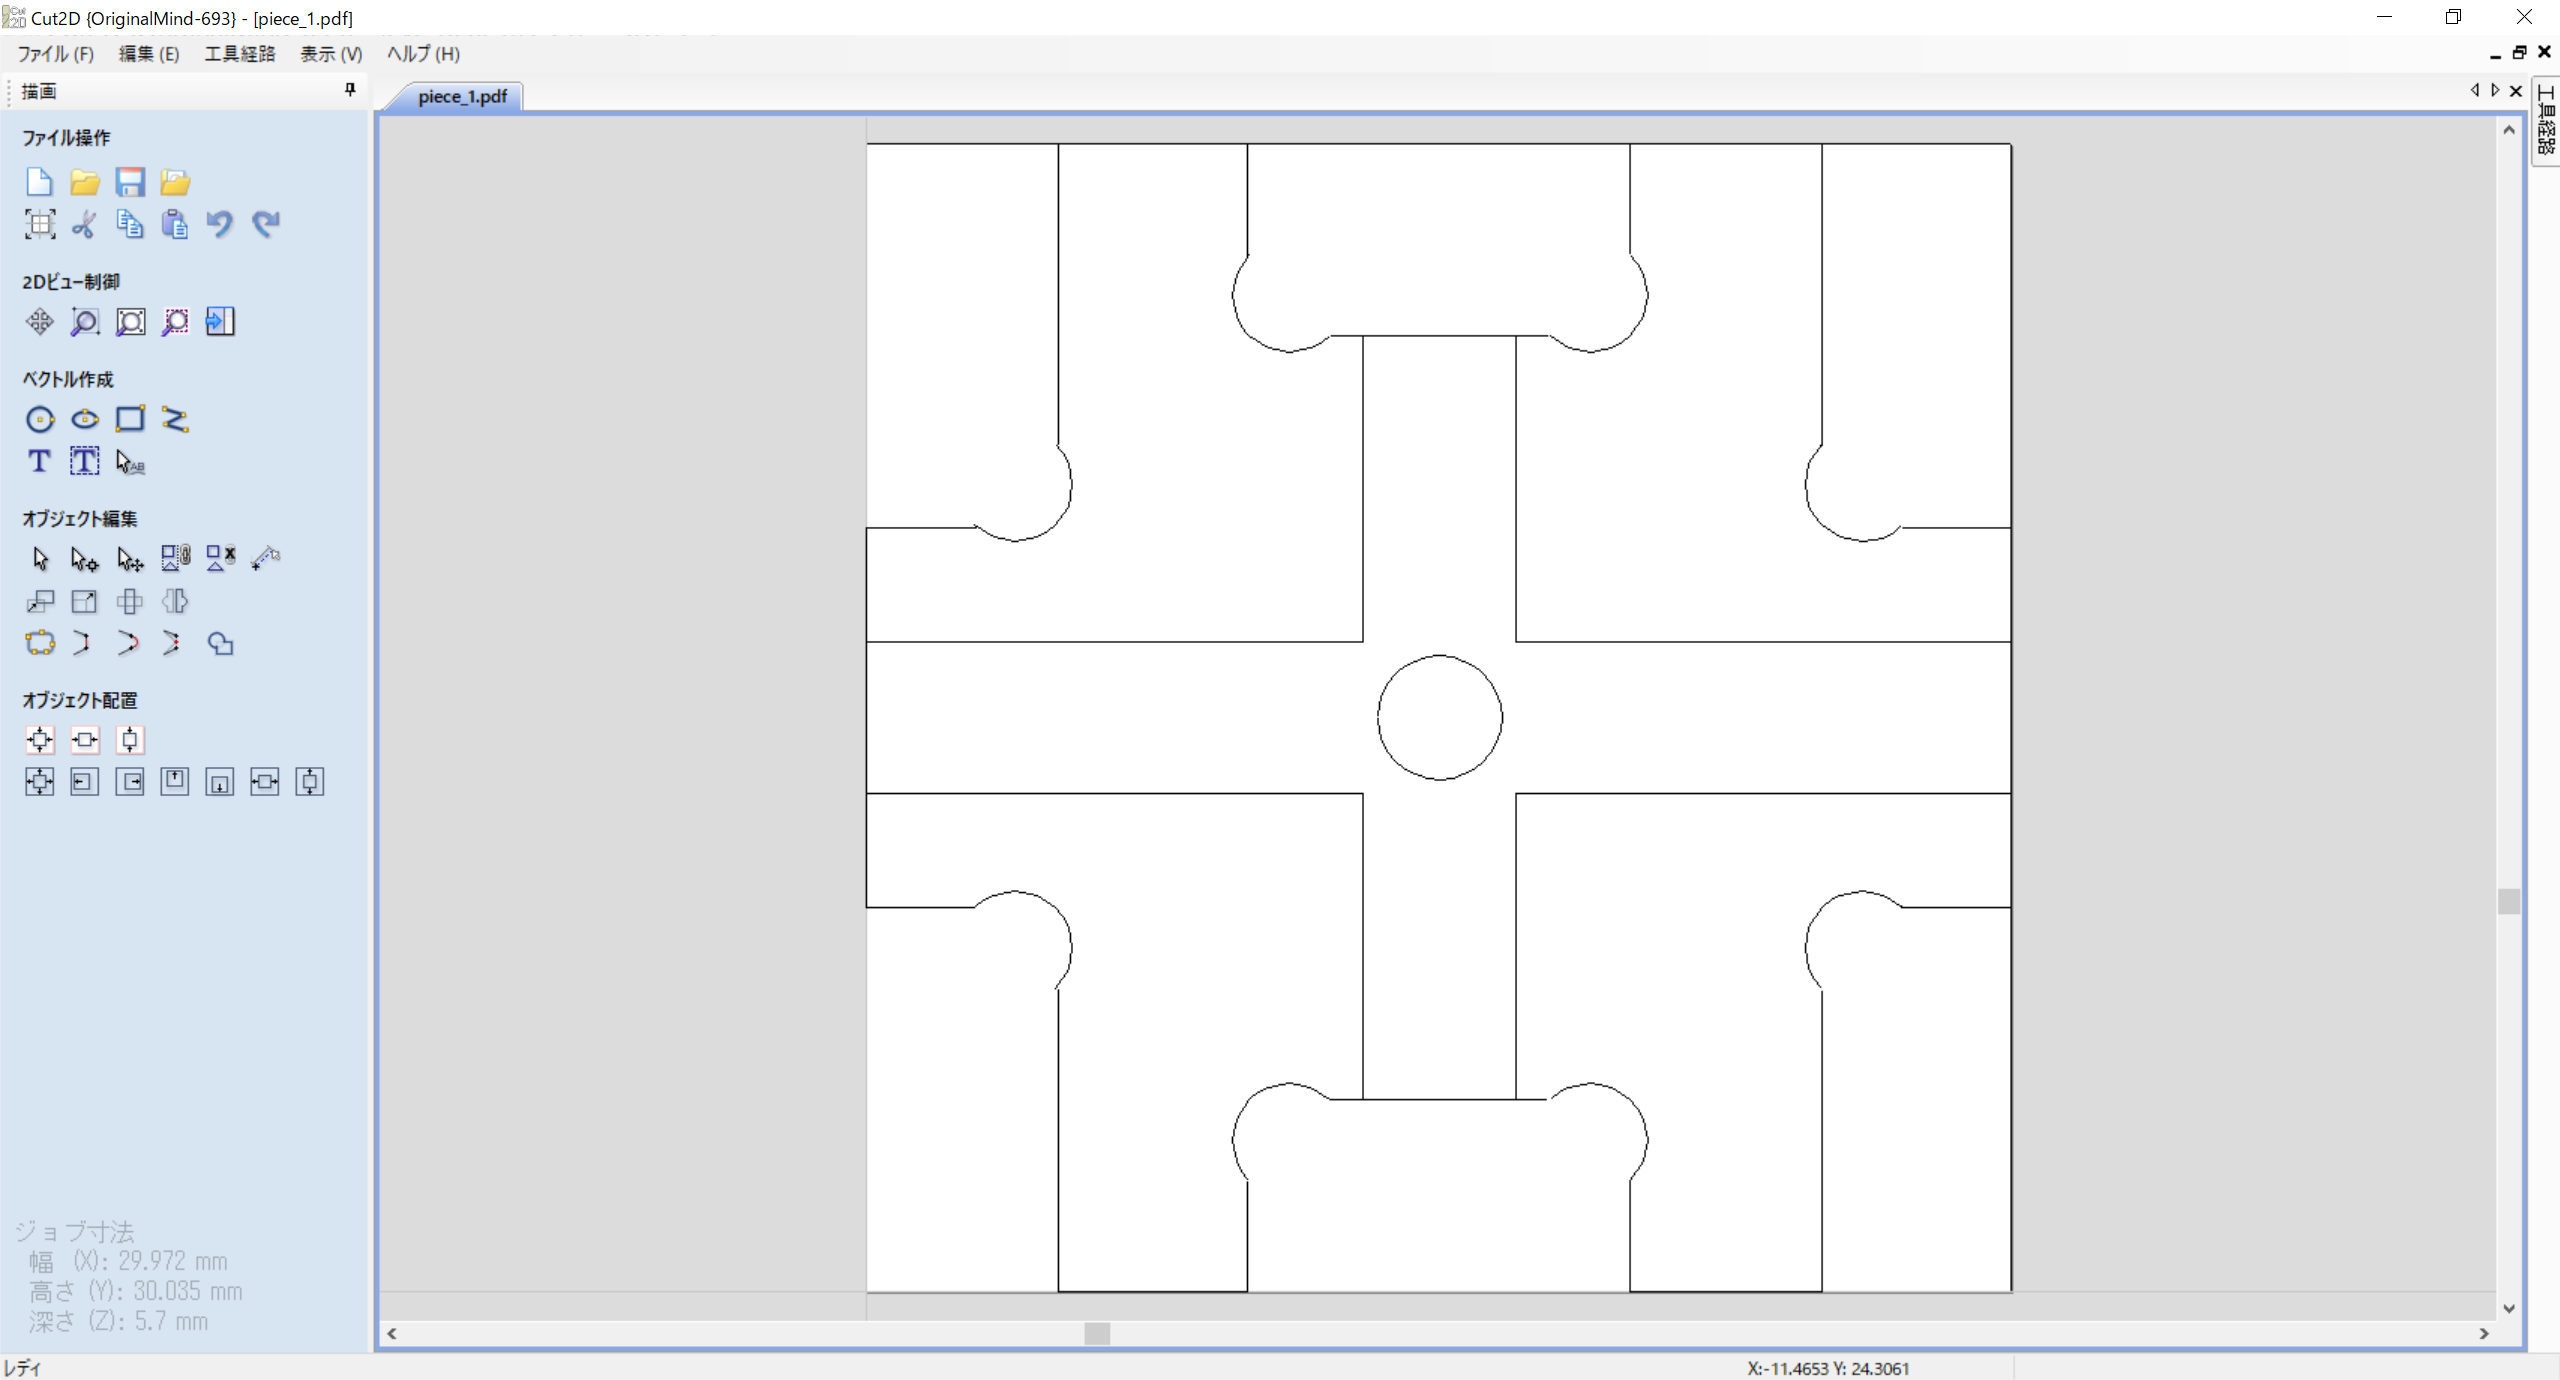 Cut2D {OriginalMind-693} - [piece_1.pdf]
ファイル (F) 編集 (E) 工具経路 表示 (V) ヘルプ (H)
描画
piece_1.pdf
工具経路
ファイル操作
2Dビュー制御
ベクトル作成
T T AB
オブジェクト編集
オブジェクト配置
ジョブ寸法
幅 (X): 29.972 mm
高さ (Y): 30.035 mm
深さ (Z): 5.7 mm
レディ
X:-11.4653 Y: 24.3061